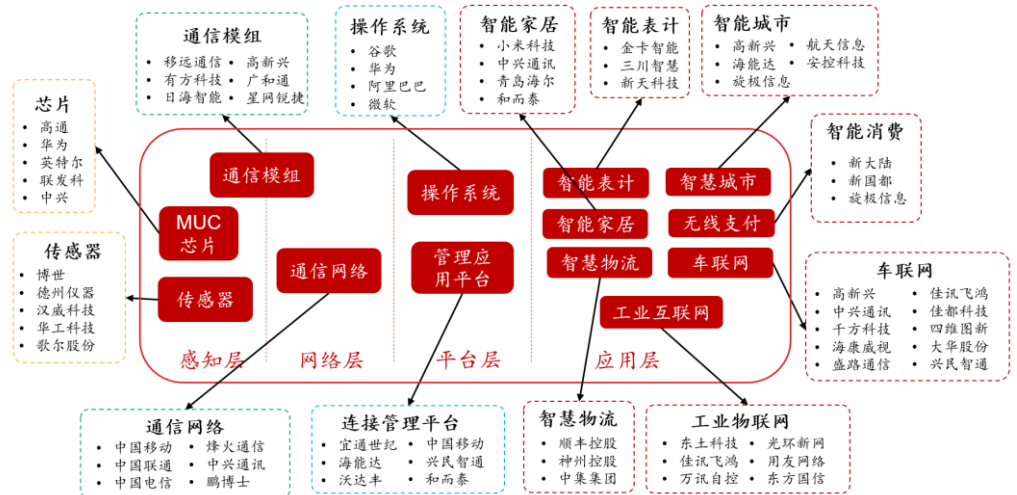 通信模组
• 移远通信 • 高新兴
• 有方科技 • 广和通
• 日海智能 • 星网锐捷
操作系统
• 谷歌
• 华为
• 阿里巴巴
• 微软
智能家居
• 小米科技
• 中兴通讯
• 青岛海尔
• 和而泰
智能表计
• 金卡智能
• 三川智慧
• 新天科技
智能城市
• 高新兴 • 航天信息
• 海能达 • 安控科技
• 旋极信息
芯片
• 高通
• 华为
• 英特尔
• 联发科
• 中兴
智能消费
• 新大陆
• 新国都
• 旋极信息
传感器
• 博世
• 德州仪器
• 汉威科技
• 华工科技
• 歌尔股份
车联网
• 高新兴 • 佳讯飞鸿
• 中兴通讯 • 佳都科技
• 千方科技 • 四维图新
• 海康威视 • 大华股份
• 盛路通信 • 兴民智通
通信模组
MUC
芯片
传感器
通信网络
操作系统
管理应
用平台
智能表计
智慧城市
智能家居
无线支付
智慧物流
车联网
工业互联网
感知层
网络层
平台层
应用层
通信网络
• 中国移动 • 烽火通信
• 中国联通 • 中兴通讯
• 中国电信 • 鹏博士
连接管理平台
• 宜通世纪 • 中国移动
• 海能达 • 兴民智通
• 沃达丰 • 和而泰
智慧物流
• 顺丰控股
• 神州控股
• 中集集团
工业物联网
• 东土科技 • 光环新网
• 佳讯飞鸿 • 用友网络
• 万讯自控 • 东方国信